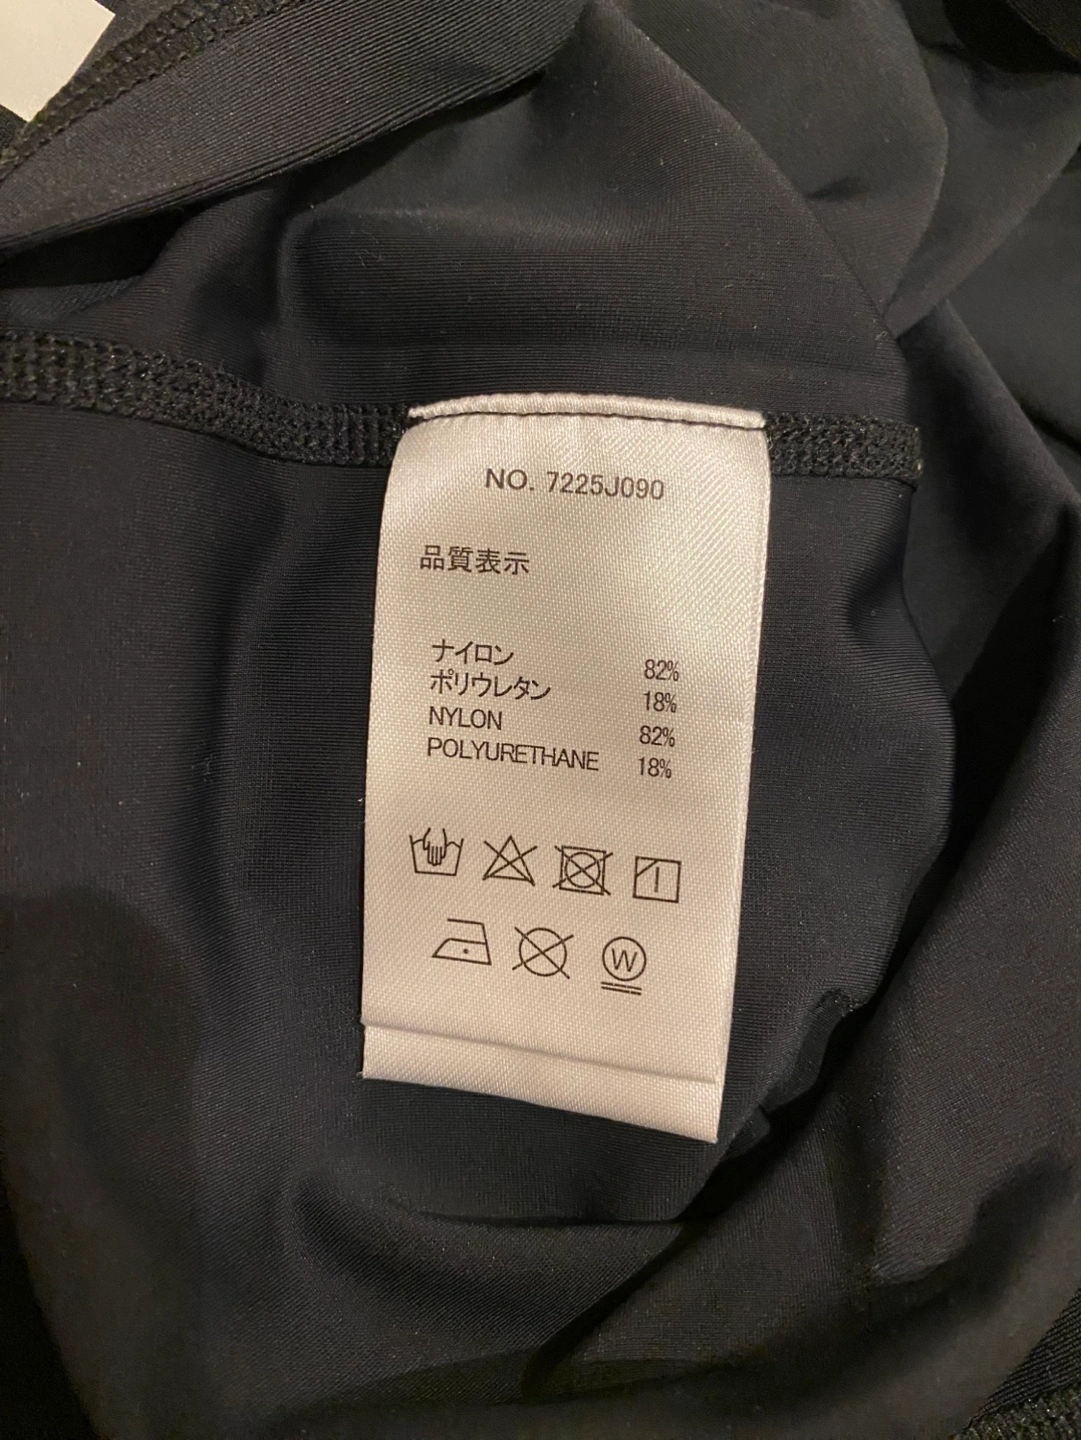 NO. 7225J090
品質表示
ナイロン 82%
ポリウレタン 18%
NYLON 82%
POLYURETHANE 18%
W